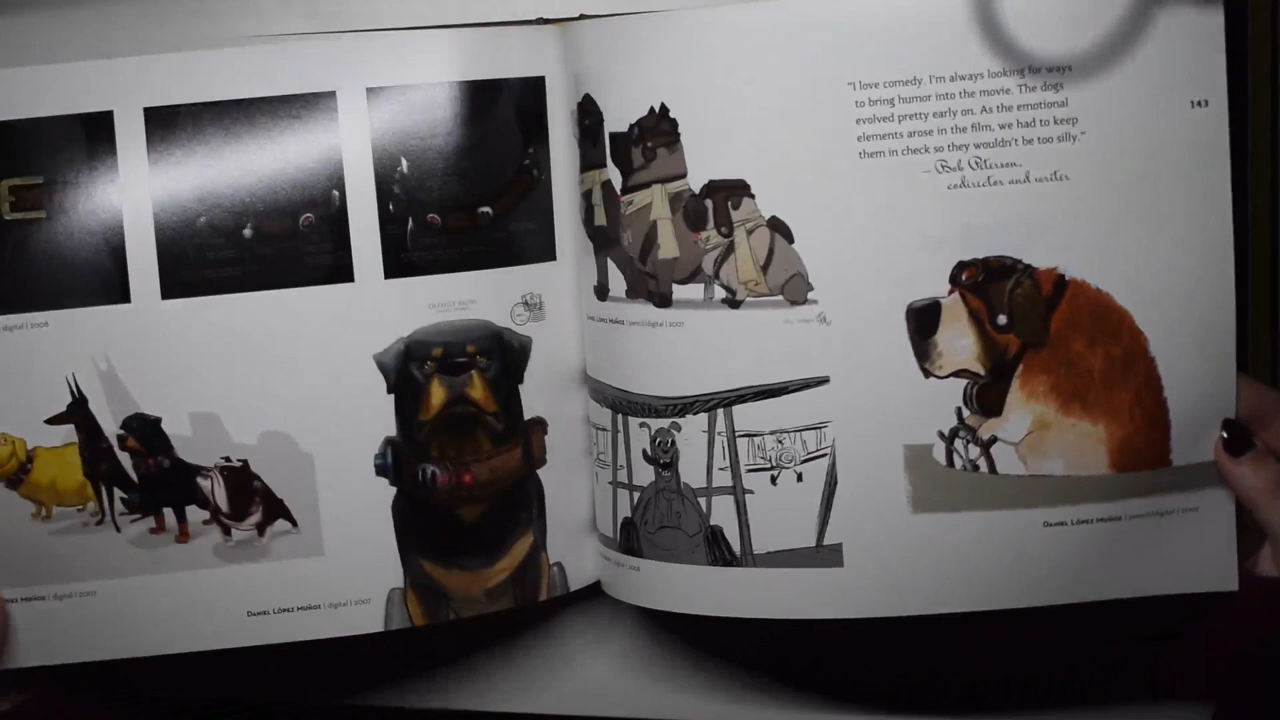 E
digital | 2008
MUÑOZ | digital | 2007
DANIEL LÓPEZ MUÑOZ | digital | 2007
LÓPEZ MUÑOZ | pencil/digital | 2007
"I love comedy. I'm always looking for ways
to bring humor into the movie. The dogs
evolved pretty early on. As the emotional
elements arose in the film, we had to keep
them in check so they wouldn't be too silly."
— Bob Peterson,
codirector and writer
143
DANIEL LÓPEZ MUÑOZ | pencil/digital | 2007